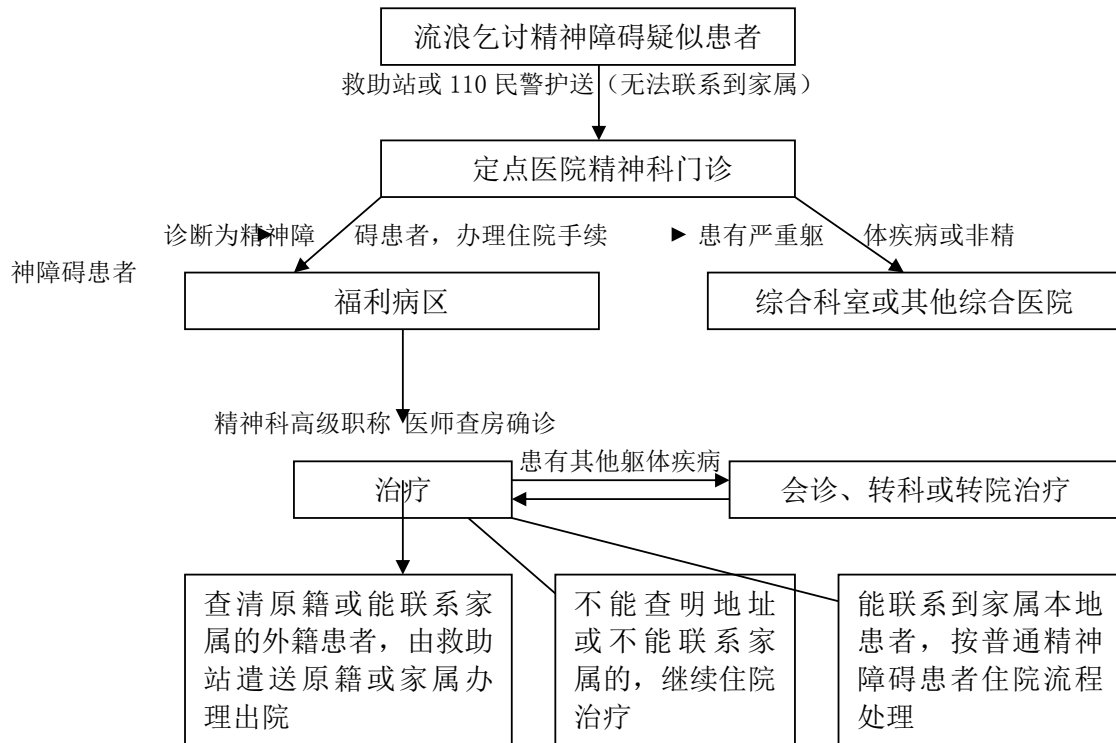 流浪乞讨精神障碍疑似患者
救助站或 110 民警护送（无法联系到家属）
定点医院精神科门诊
诊断为精神障 碍患者，办理住院手续 患有严重躯 体疾病或非精
神障碍患者
福利病区 综合科室或其他综合医院
精神科高级职称 医师查房确诊
患有其他躯体疾病
治疗 会诊、转科或转院治疗
查清原籍或能联系家
属的外籍患者，由救助
站遣送原籍或家属办
理出院
不能查明地址
或不能联系家
属的，继续住院
治疗
能联系到家属本地
患者，按普通精神
障碍患者住院流程
处理